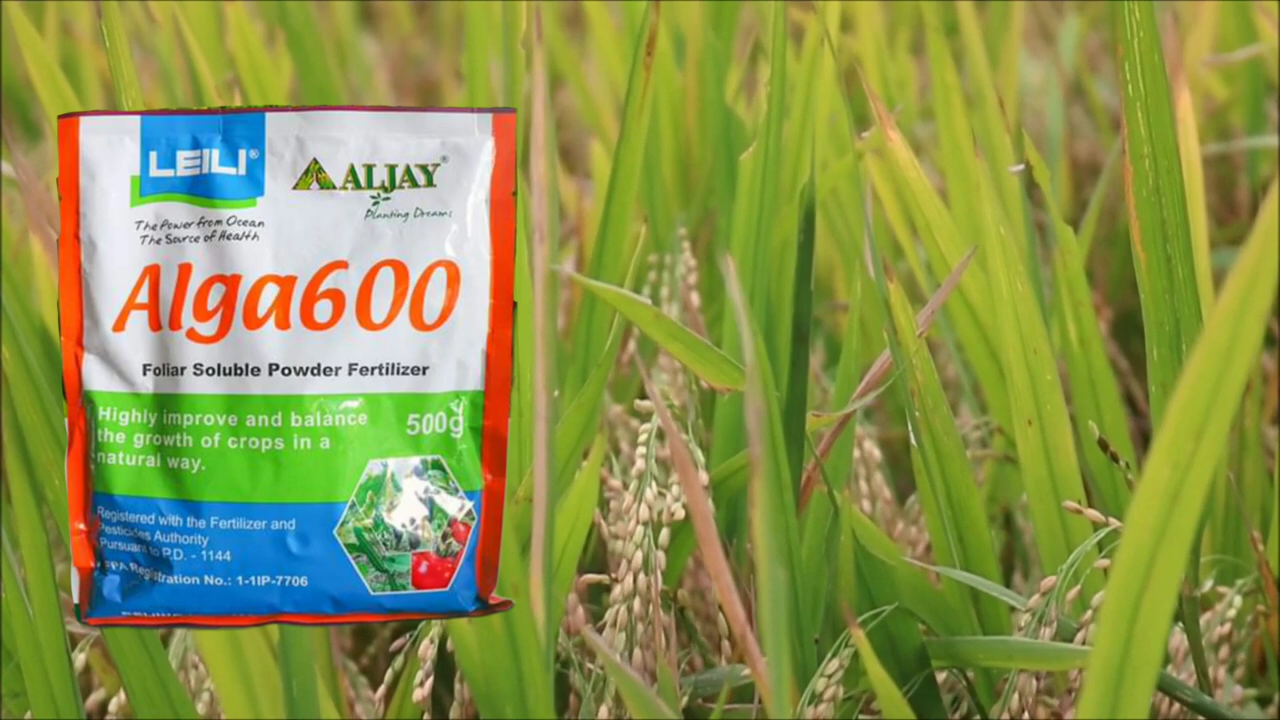 LEILI®
ALJAY®
Planting Dreams
The Power from Ocean
The Source of Health
Alga600
Foliar Soluble Powder Fertilizer
Highly improve and balance
the growth of crops in a
natural way.
500g
Registered with the Fertilizer and
Pesticides Authority
Pursuant to P.D. - 1144
Registration No.: 1-1IP-7706